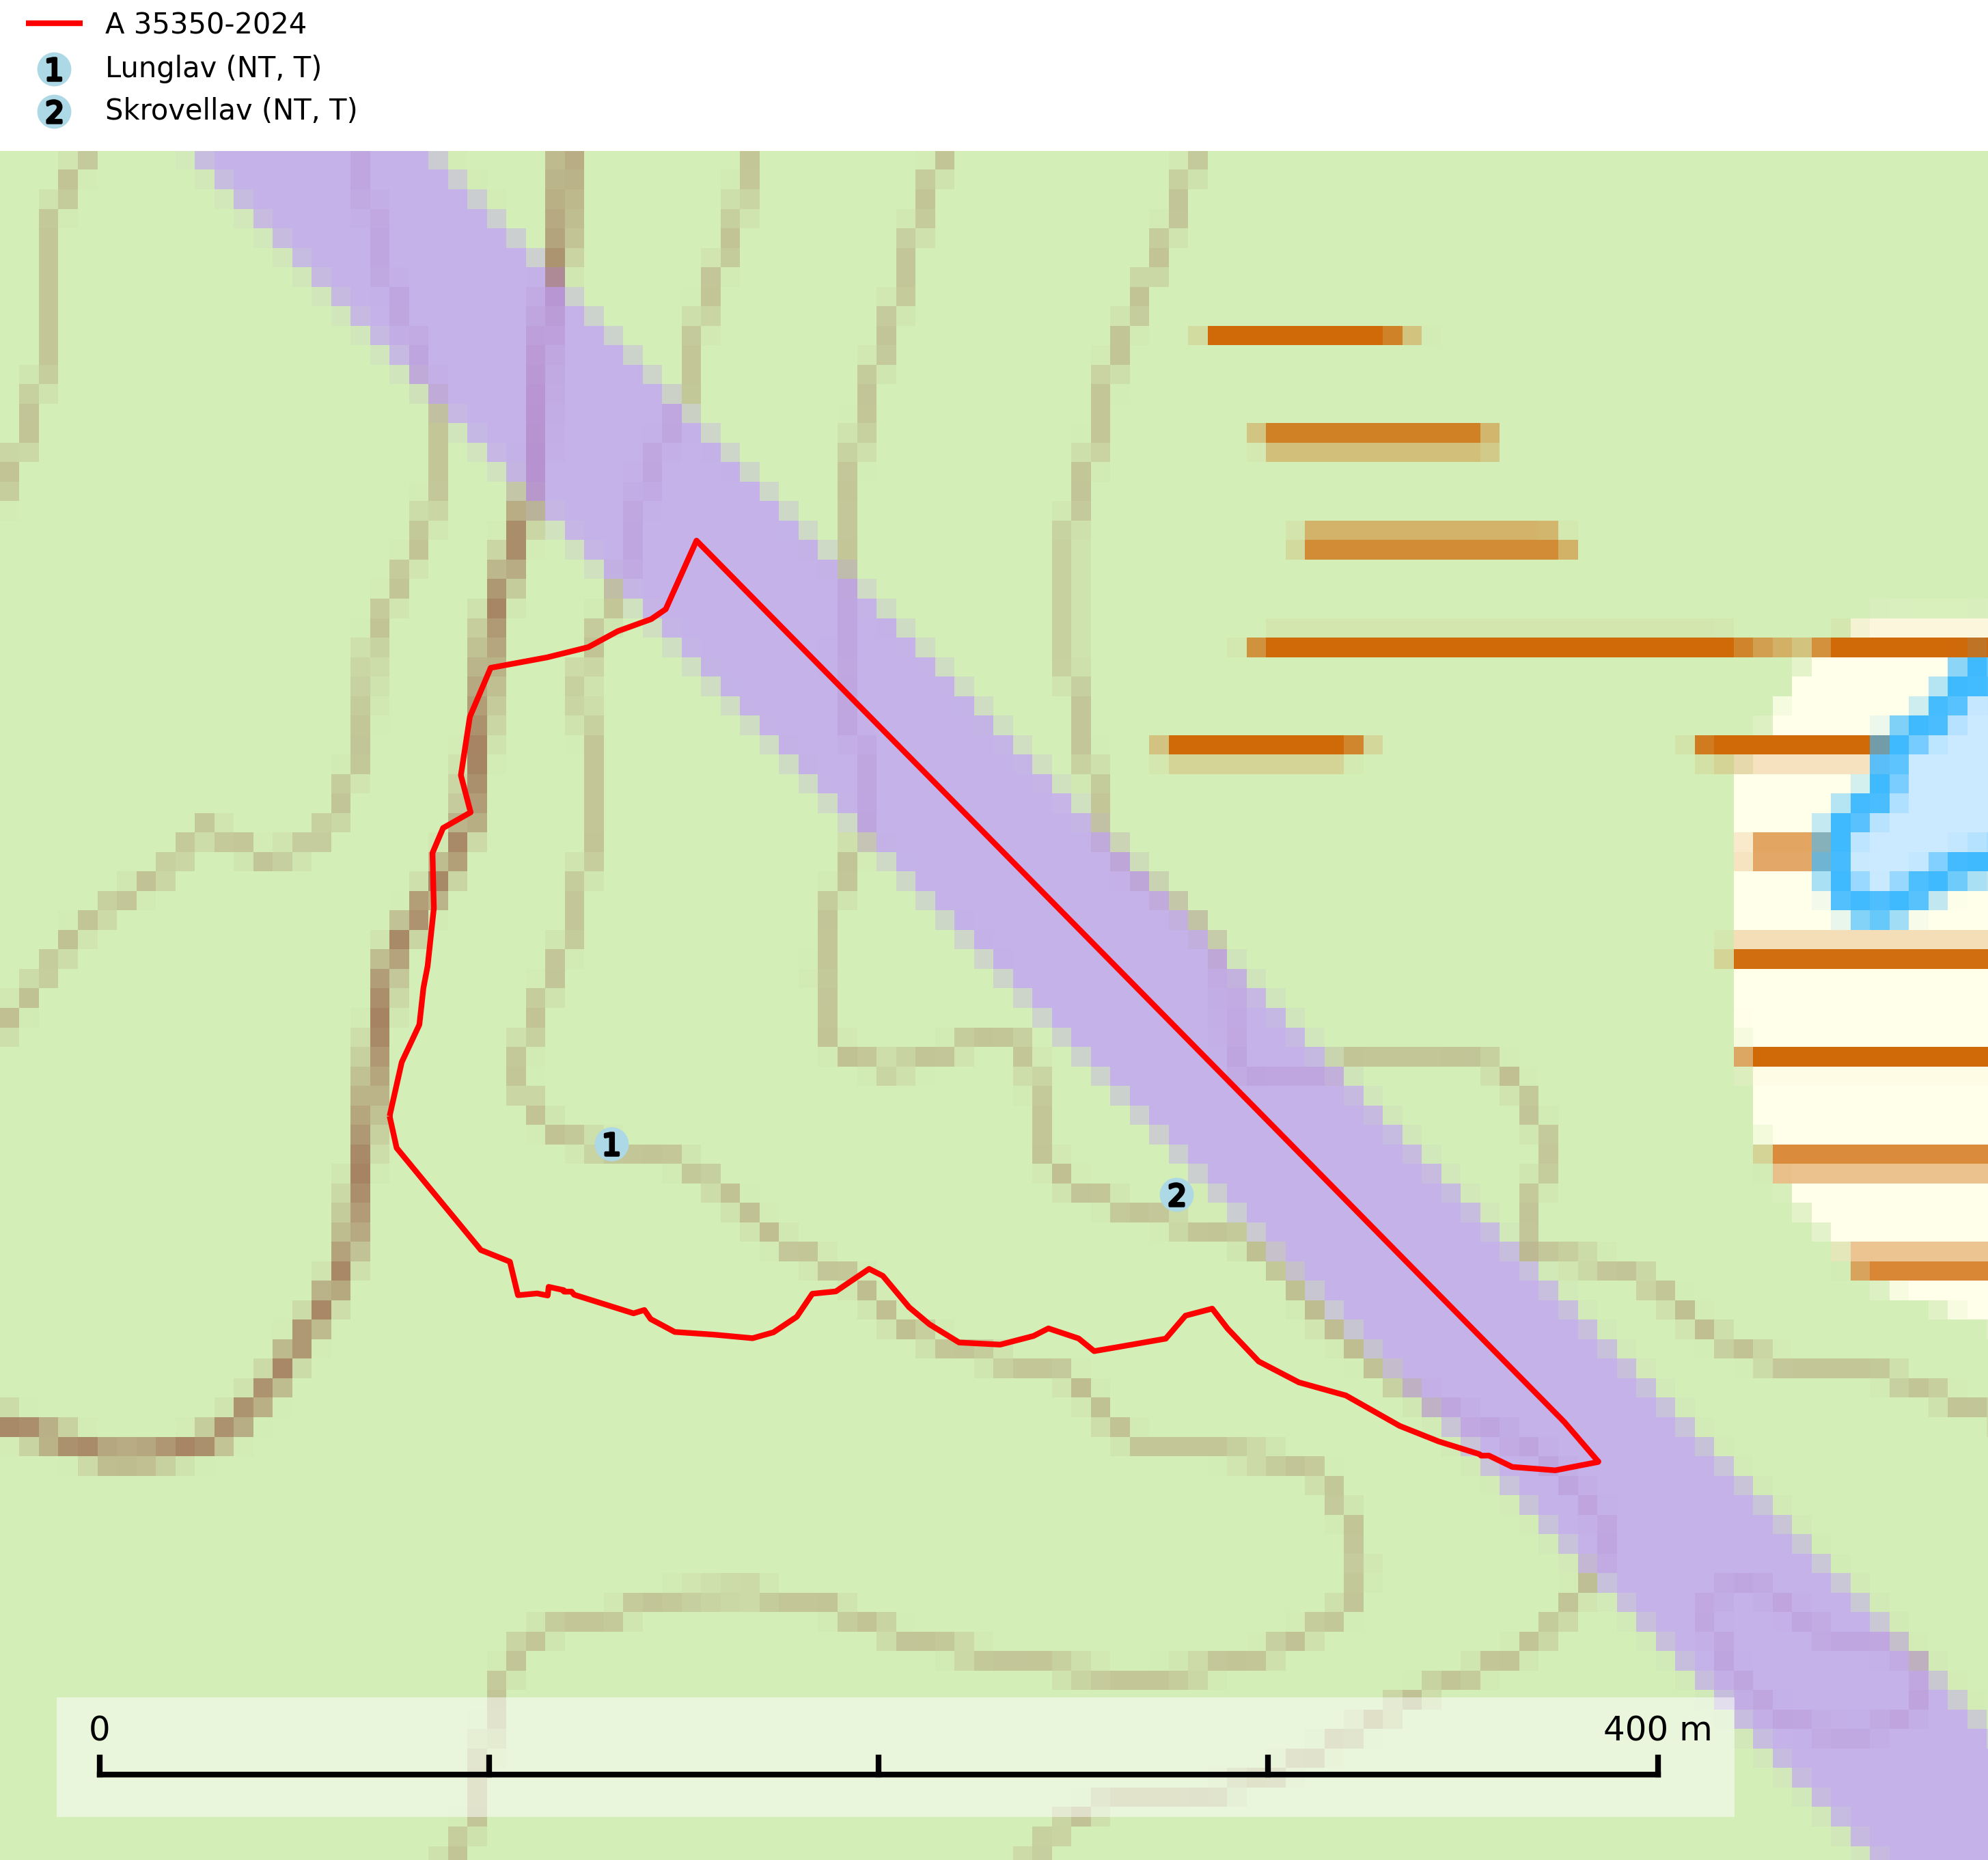 A 35350-2024
1 Lunglav (NT, T)
2 Skrovellav (NT, T)
1
2
0 400 m